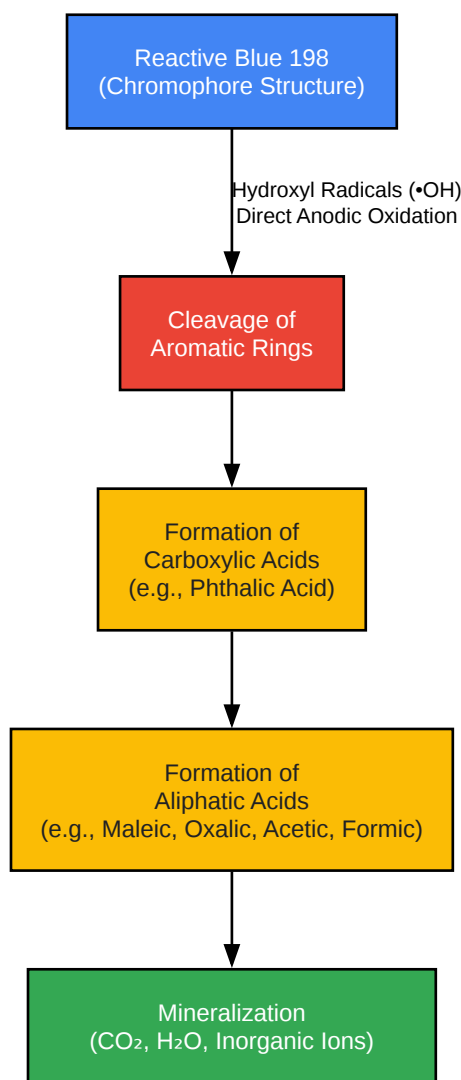 Reactive Blue 198
(Chromophore Structure)
Hydroxyl Radicals (•OH)
Direct Anodic Oxidation
Cleavage of
Aromatic Rings
Formation of
Carboxylic Acids
(e.g., Phthalic Acid)
Formation of
Aliphatic Acids
(e.g., Maleic, Oxalic, Acetic, Formic)
Mineralization
(CO₂, H₂O, Inorganic Ions)